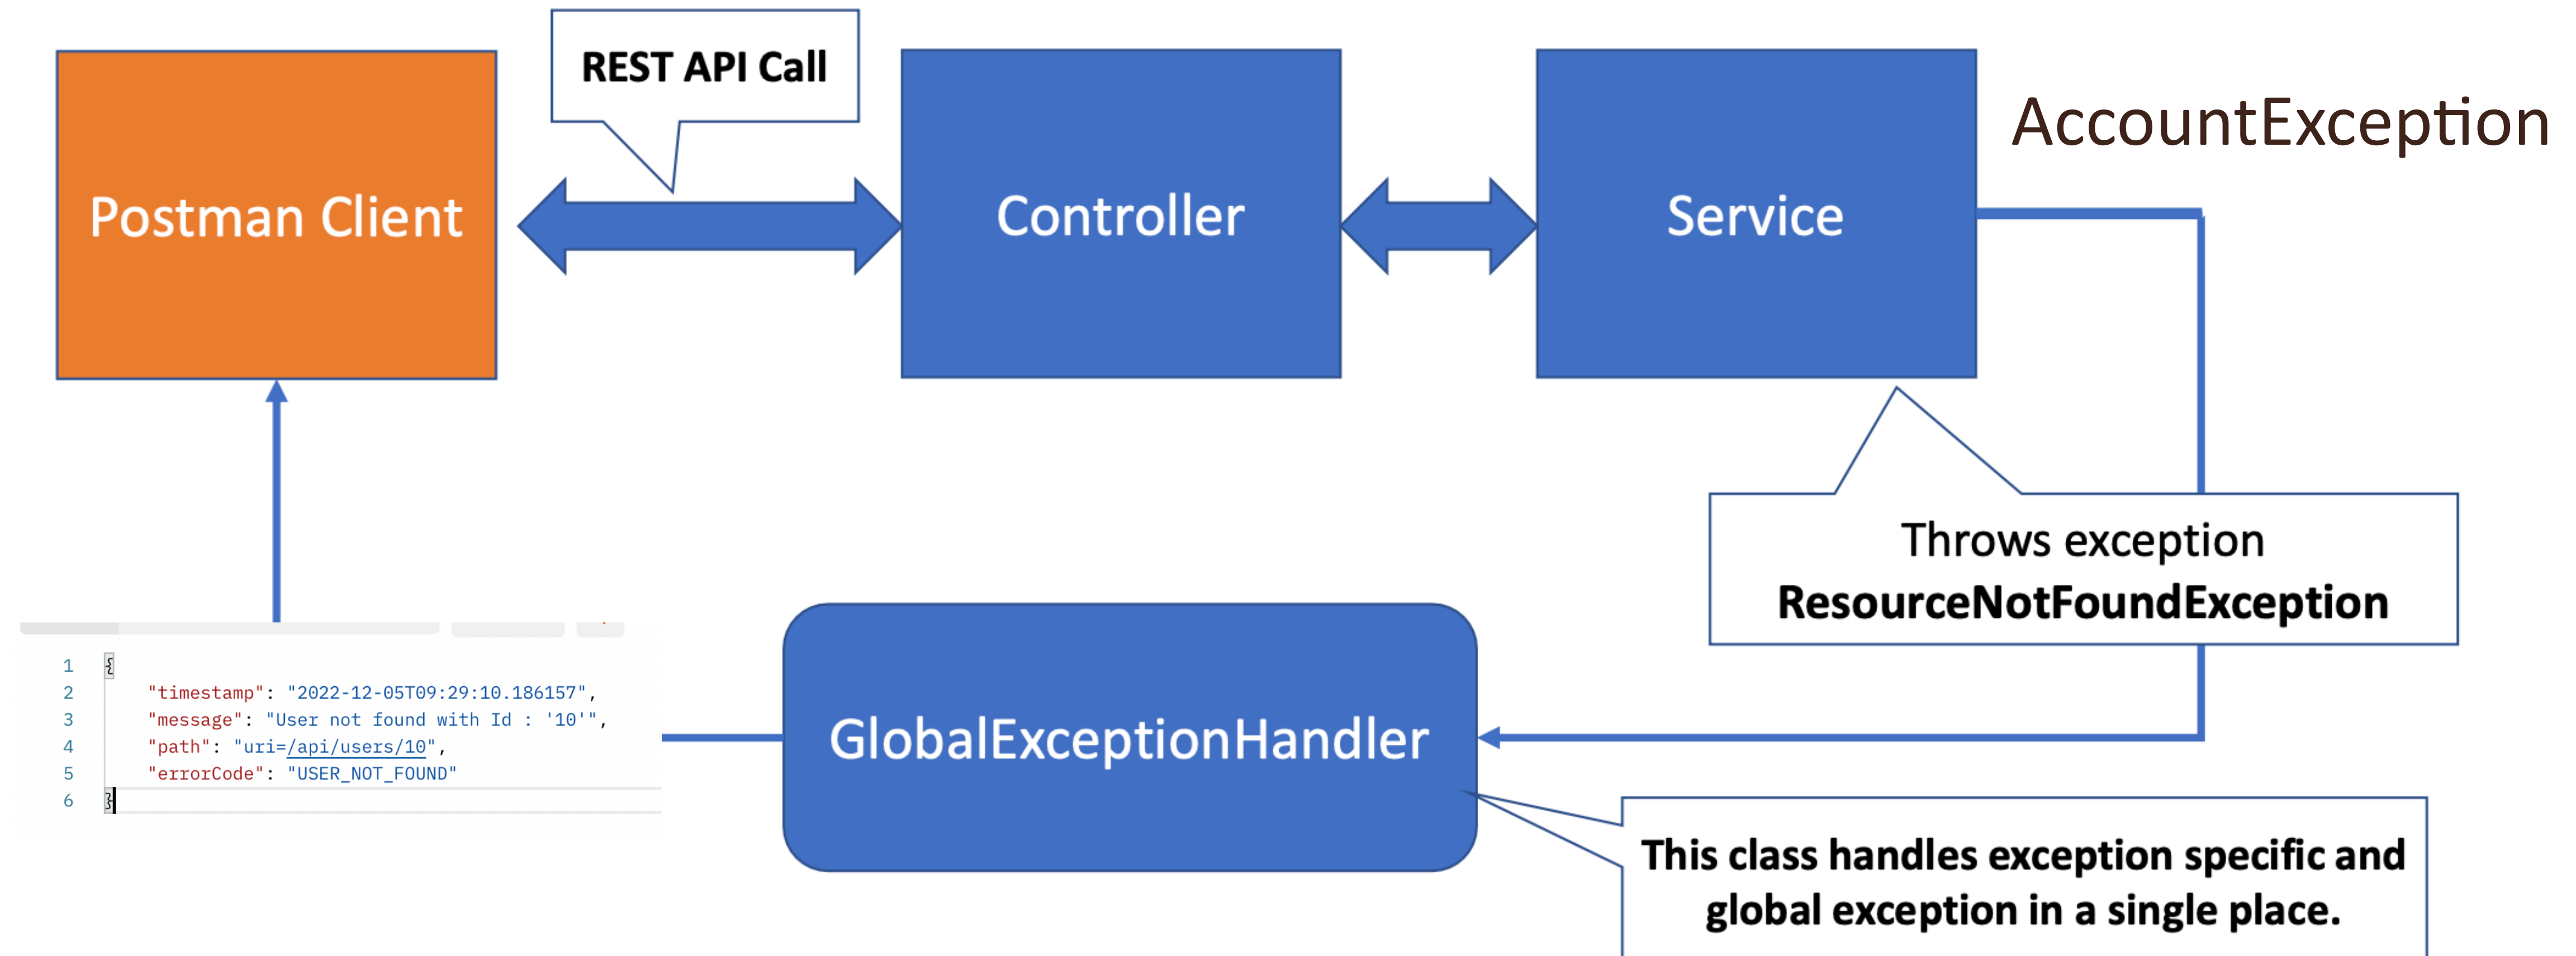 REST API Call
Postman Client
Controller
Service
AccountException
Throws exception
ResourceNotFoundException
1 {
2 "timestamp": "2022-12-05T09:29:10.186157",
3 "message": "User not found with Id : '10'",
4 "path": "uri=/api/users/10",
5 "errorCode": "USER_NOT_FOUND"
6 }
GlobalExceptionHandler
This class handles exception specific and
global exception in a single place.